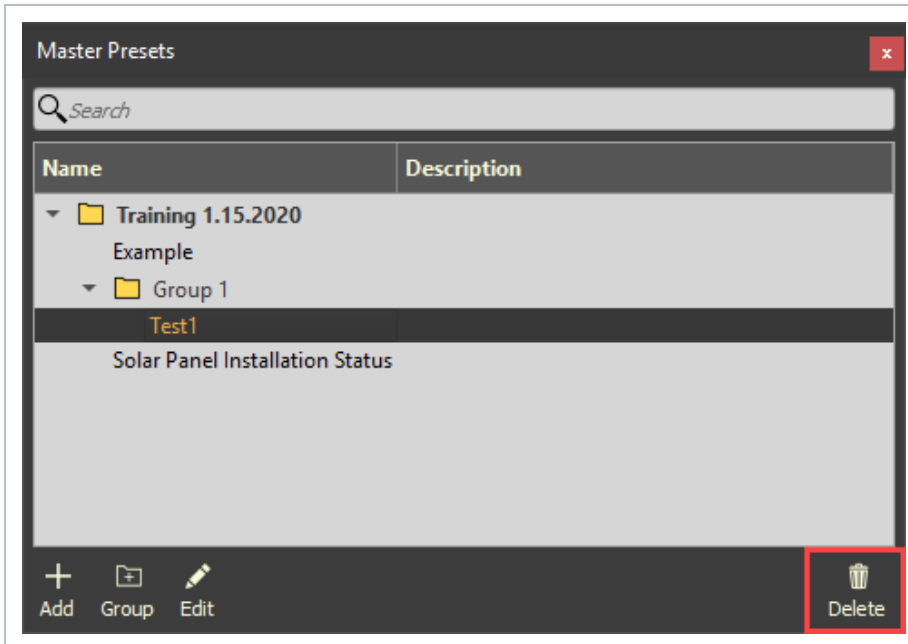 Master Presets
x
Search
Name Description
Training 1.15.2020
Example
Group 1
Test1
Solar Panel Installation Status
Add Group Edit Delete